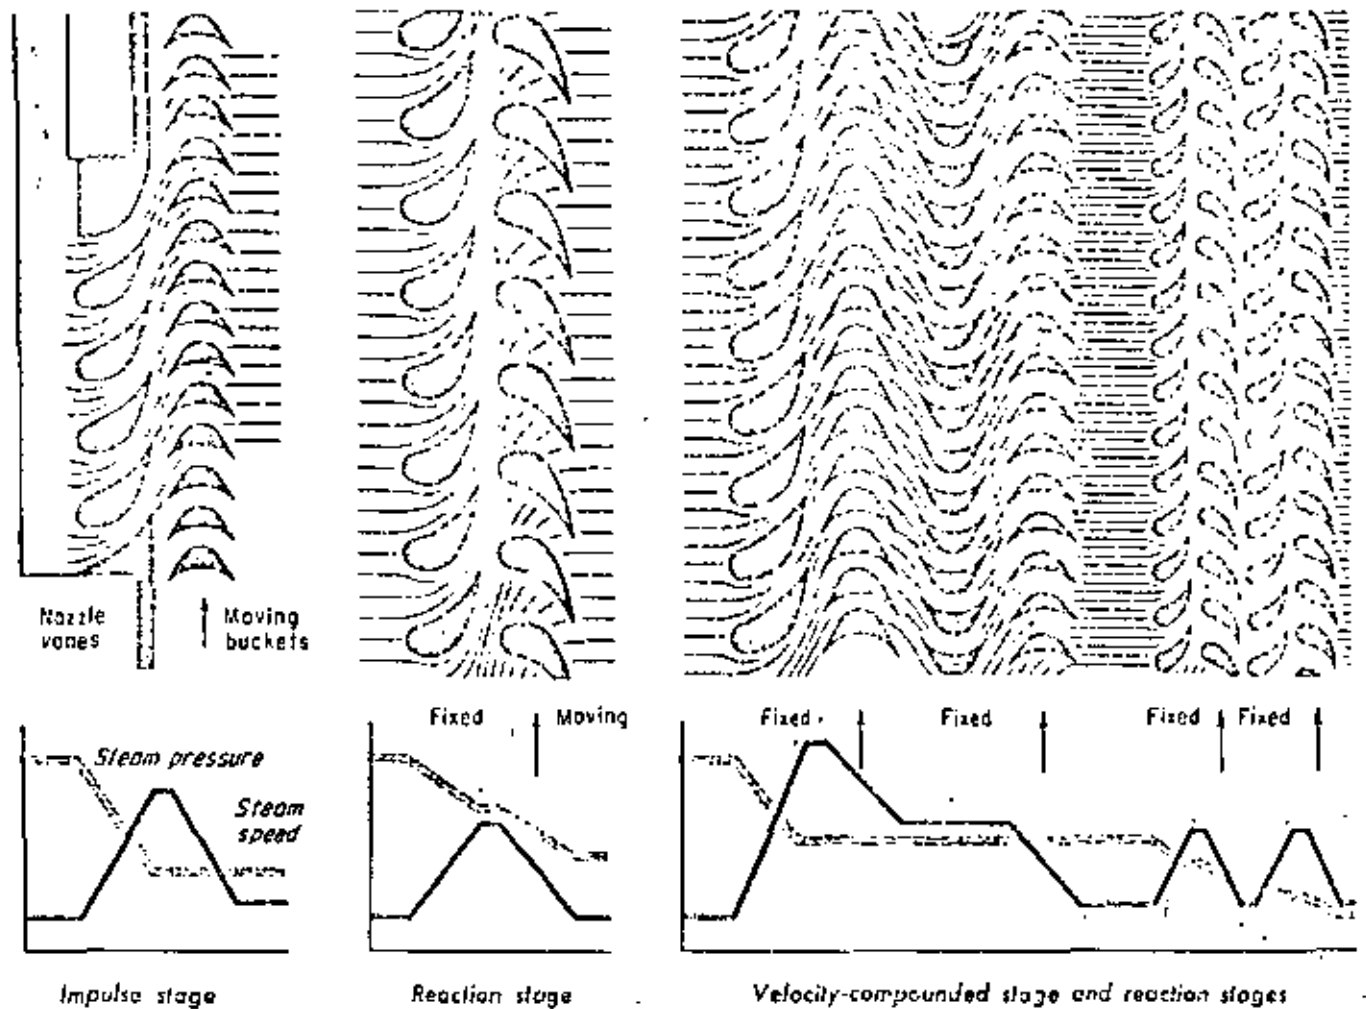 Nozzle
vanes
Moving
buckets
Fixed
Moving
Fixed
Fixed
Fixed
Fixed
Steam pressure
Steam
speed
Impulse stage
Reaction stage
Velocity-compounded stage and reaction stages